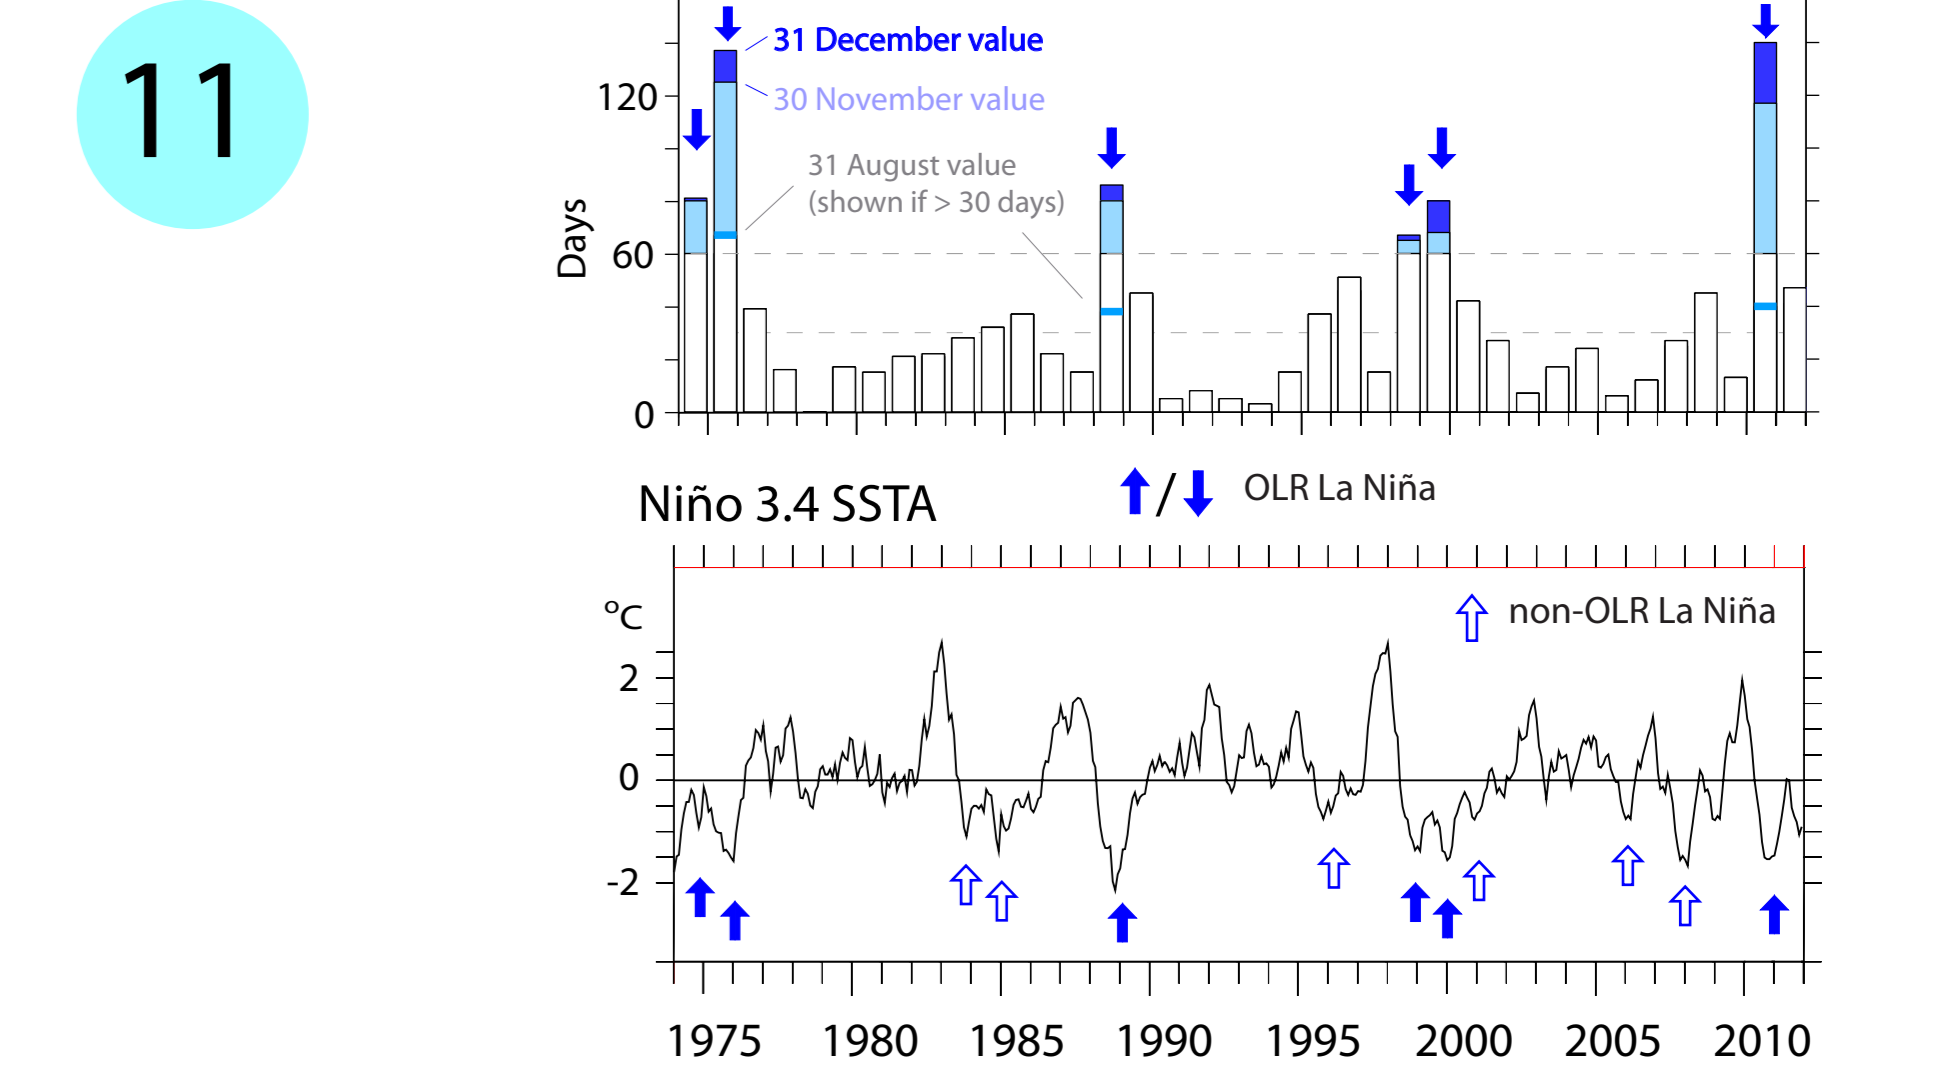 11
31 December value
30 November value
31 August value
(shown if > 30 days)
120
60
0
Days
Niño 3.4 SSTA
/
OLR La Niña
ºC
non-OLR La Niña
2
0
-2
1975 1980 1985 1990 1995 2000 2005 2010